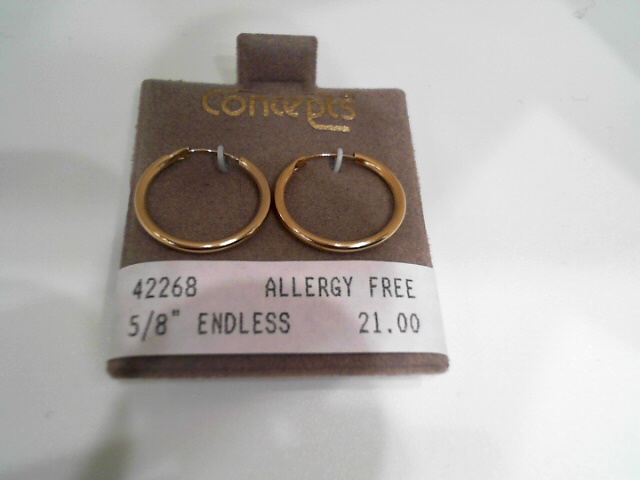 Concepts
42268 ALLERGY FREE
5/8" ENDLESS 21.00